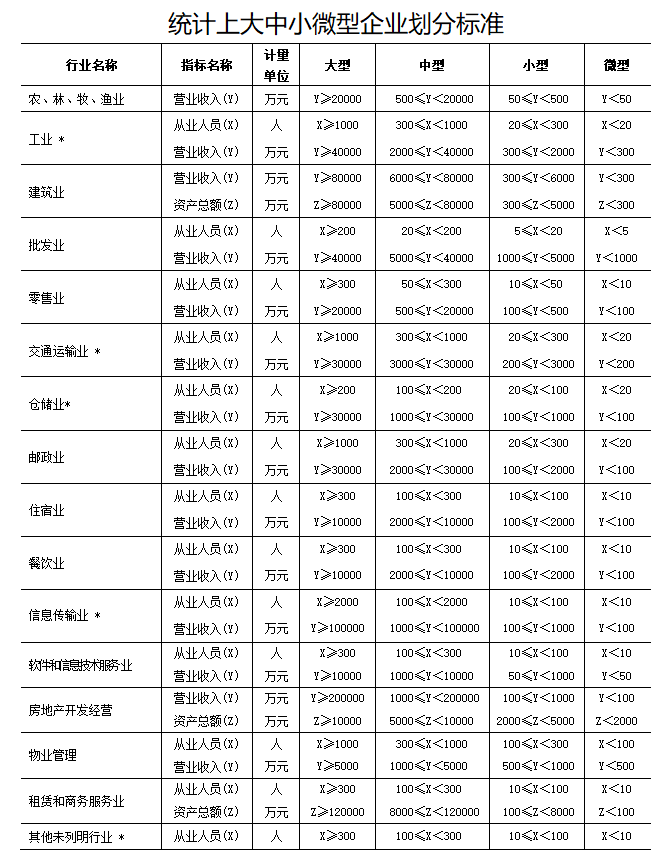 统计上大中小微型企业划分标准
行业名称 指标名称 计量单位 大型 中型 小型 微型
农、林、牧、渔业 营业收入(Y) 万元 Y≥20000 500≤Y＜20000 50≤Y＜500 Y＜50
工业 * 从业人员(X) 人 X≥1000 300≤X＜1000 20≤X＜300 X＜20
营业收入(Y) 万元 Y≥40000 2000≤Y＜40000 300≤Y＜2000 Y＜300
建筑业 营业收入(Y) 万元 Y≥80000 6000≤Y＜80000 300≤Y＜6000 Y＜300
资产总额(Z) 万元 Z≥80000 5000≤Z＜80000 300≤Z＜5000 Z＜300
批发业 从业人员(X) 人 X≥200 20≤X＜200 5≤X＜20 X＜5
营业收入(Y) 万元 Y≥40000 5000≤Y＜40000 1000≤Y＜5000 Y＜1000
零售业 从业人员(X) 人 X≥300 50≤X＜300 10≤X＜50 X＜10
营业收入(Y) 万元 Y≥20000 500≤Y＜20000 100≤Y＜500 Y＜100
交通运输业 * 从业人员(X) 人 X≥1000 300≤X＜1000 20≤X＜300 X＜20
营业收入(Y) 万元 Y≥30000 3000≤Y＜30000 200≤Y＜3000 Y＜200
仓储业* 从业人员(X) 人 X≥200 100≤X＜200 20≤X＜100 X＜20
营业收入(Y) 万元 Y≥30000 1000≤Y＜30000 100≤Y＜1000 Y＜100
邮政业 从业人员(X) 人 X≥1000 300≤X＜1000 20≤X＜300 X＜20
营业收入(Y) 万元 Y≥30000 2000≤Y＜30000 100≤Y＜2000 Y＜100
住宿业 从业人员(X) 人 X≥300 100≤X＜300 10≤X＜100 X＜10
营业收入(Y) 万元 Y≥10000 2000≤Y＜10000 100≤Y＜2000 Y＜100
餐饮业 从业人员(X) 人 X≥300 100≤X＜300 10≤X＜100 X＜10
营业收入(Y) 万元 Y≥10000 2000≤Y＜10000 100≤Y＜2000 Y＜100
信息传输业 * 从业人员(X) 人 X≥2000 100≤X＜2000 10≤X＜100 X＜10
营业收入(Y) 万元 Y≥100000 1000≤Y＜100000 100≤Y＜1000 Y＜100
软件和信息技术服务业 从业人员(X) 人 X≥300 100≤X＜300 10≤X＜100 X＜10
营业收入(Y) 万元 Y≥10000 1000≤Y＜10000 50≤Y＜1000 Y＜50
房地产开发经营 营业收入(Y) 万元 Y≥200000 1000≤Y＜200000 100≤Y＜1000 Y＜100
资产总额(Z) 万元 Z≥10000 5000≤Z＜10000 2000≤Z＜5000 Z＜2000
物业管理 从业人员(X) 人 X≥1000 300≤X＜1000 100≤X＜300 X＜100
营业收入(Y) 万元 Y≥5000 1000≤Y＜5000 500≤Y＜1000 Y＜500
租赁和商务服务业 从业人员(X) 人 X≥300 100≤X＜300 10≤X＜100 X＜10
资产总额(Z) 万元 Z≥120000 8000≤Z＜120000 100≤Z＜8000 Z＜100
其他未列明行业 * 从业人员(X) 人 X≥300 100≤X＜300 10≤X＜100 X＜10